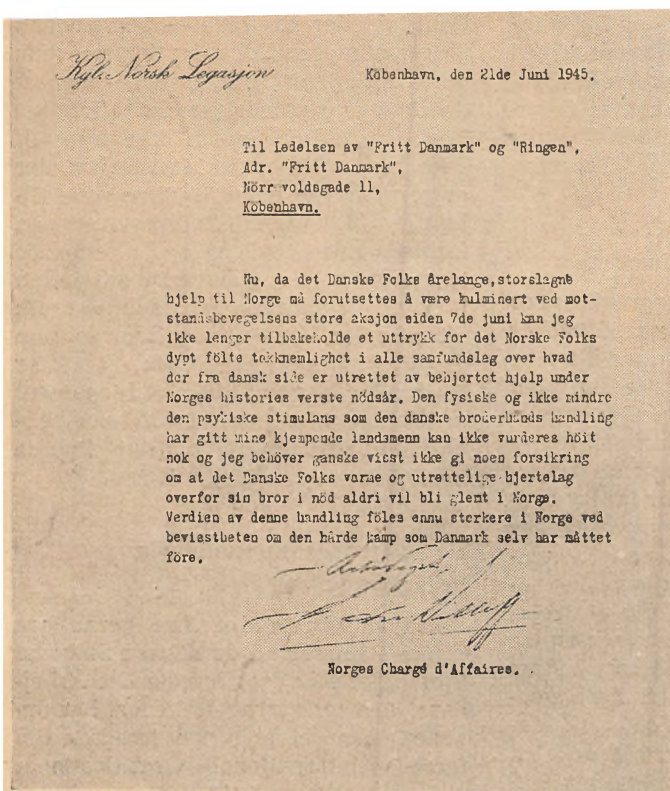 Kgl. Norsk Legasjon
Köbenhavn, den 21de Juni 1945.
Til Ledelsen av "Fritt Danmark" og "Ringen",
Adr. "Fritt Danmark",
Nörr voldsgade 11,
Köbenhavn.
Nu, da det Danske Folks årelange, storslagne
hjelp til Norge må forutsettes å være kulminert ved mot-
standsbevegelsens store aksjon siden 7de juni kan jeg
ikke lenger tilbakeholde et uttrykk for det Norske Folks
dypt fölte takknemlighet i alle samfundslag over hvad
der fra dansk side er utrettet av behjertet hjelp under
Norges histories verste nödsår. Den fysiske og ikke mindre
den psykiske stimulans som den danske broderhånds handling
har gitt mine kjempende landsmenn kan ikke vurderes höit
nok og jeg behöver ganske visst ikke gi noen forsikring
om at det Danske Folks varme og utrettelige hjertelag
overfor sin bror i nöd aldri vil bli glemt i Norge.
Verdien av denne handling föles ennu sterkere i Norge ved
bevisstheten om den hårde kamp som Danmark selv har måttet
före.
Norges Chargé d'Affaires.